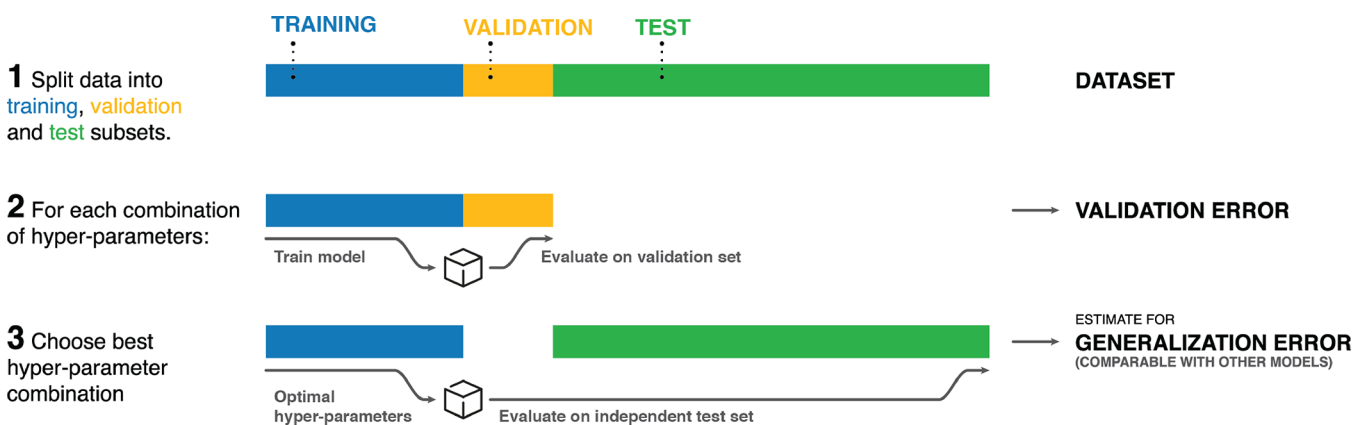 TRAINING VALIDATION TEST
1 Split data into
training, validation
and test subsets.
DATASET
2 For each combination
of hyper-parameters:
VALIDATION ERROR
Train model
Evaluate on validation set
3 Choose best
hyper-parameter
combination
ESTIMATE FOR
GENERALIZATION ERROR
(COMPARABLE WITH OTHER MODELS)
Optimal
hyper-parameters
Evaluate on independent test set